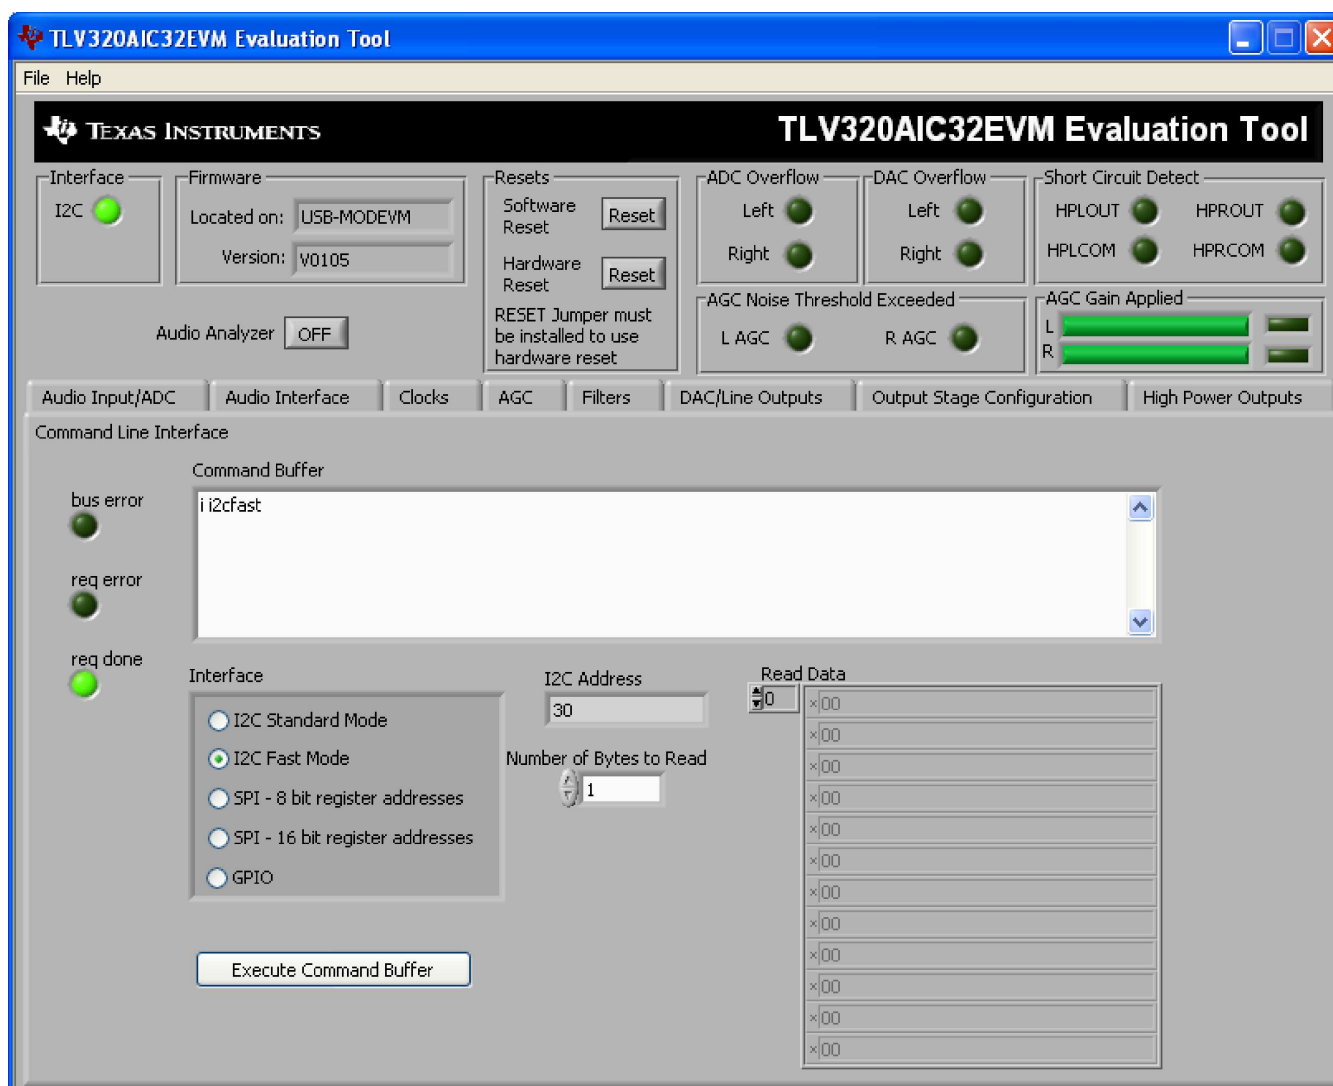 TLV320AIC32EVM Evaluation Tool
File Help
TEXAS INSTRUMENTS
TLV320AIC32EVM Evaluation Tool
Interface
I2C
Firmware
Located on: USB-MODEVM
Version: V0105
Audio Analyzer OFF
Resets
Software
Reset
Reset
Hardware
Reset
Reset
RESET Jumper must
be installed to use
hardware reset
ADC Overflow
Left
Right
DAC Overflow
Left
Right
Short Circuit Detect
HPLOUT HPROUT
HPLCOM HPRCOM
AGC Noise Threshold Exceeded
L AGC R AGC
AGC Gain Applied
L
R
Audio Input/ADC Audio Interface Clocks AGC Filters DAC/Line Outputs Output Stage Configuration High Power Outputs
Command Line Interface
Command Buffer
i i2cfast
bus error
req error
req done
Interface
I2C Standard Mode
I2C Fast Mode
SPI - 8 bit register addresses
SPI - 16 bit register addresses
GPIO
I2C Address
30
Number of Bytes to Read
1
Read Data
0
×00
×00
×00
×00
×00
×00
×00
×00
×00
×00
×00
×00
Execute Command Buffer